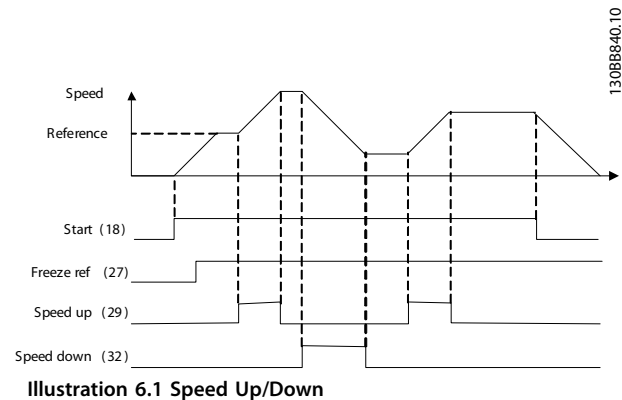 130BB840.10
Speed
Reference
Start (18)
Freeze ref (27)
Speed up (29)
Speed down (32)
Illustration 6.1 Speed Up/Down